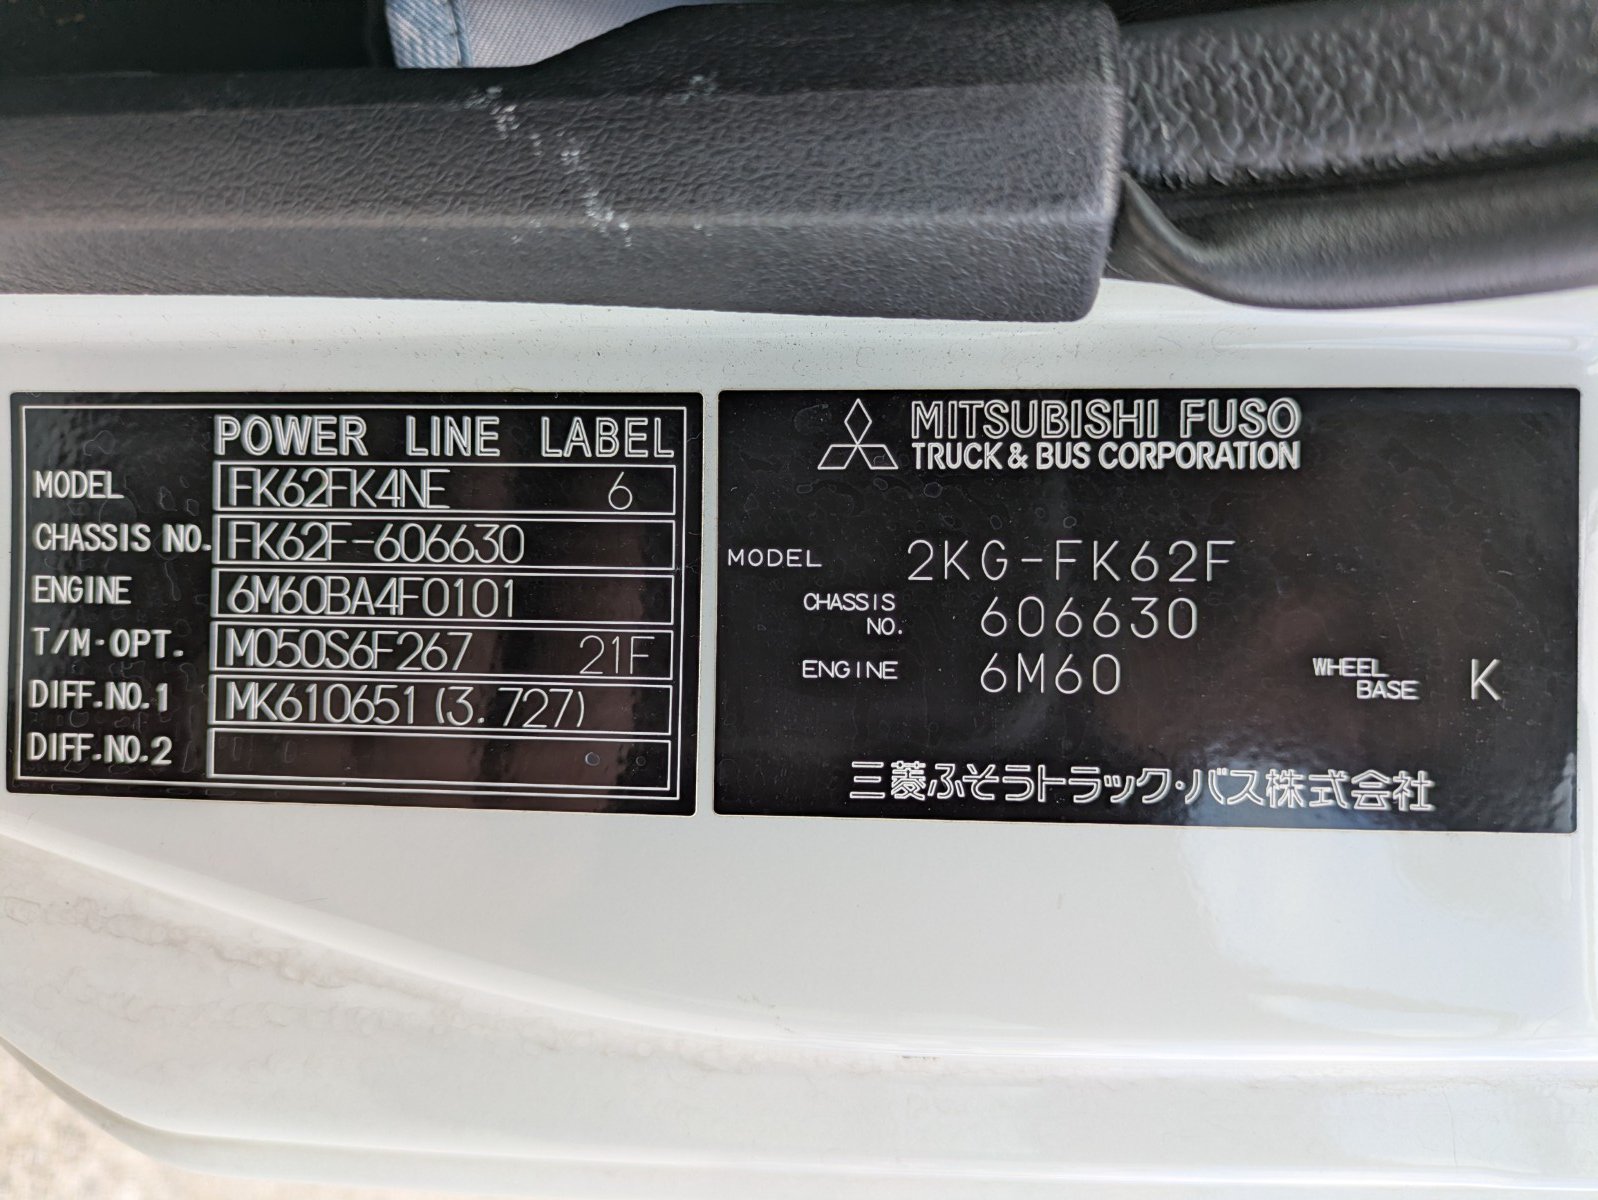 POWER LINE LABEL
MODEL FK62FK4NE 6
CHASSIS NO. FK62F-606630
ENGINE 6M60BA4F0101
T/M·OPT. M050S6F267 21F
DIFF.NO.1 MK610651 (3.727)
DIFF.NO.2
MITSUBISHI FUSO
TRUCK & BUS CORPORATION
MODEL 2KG-FK62F
CHASSIS NO. 606630
ENGINE 6M60 WHEEL BASE K
三菱ふそうトラック・バス株式会社